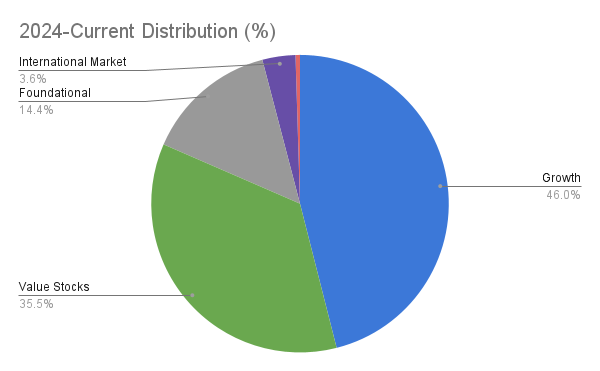 2024-Current Distribution (%)
International Market
3.6%
Foundational
14.4%
Growth
46.0%
Value Stocks
35.5%